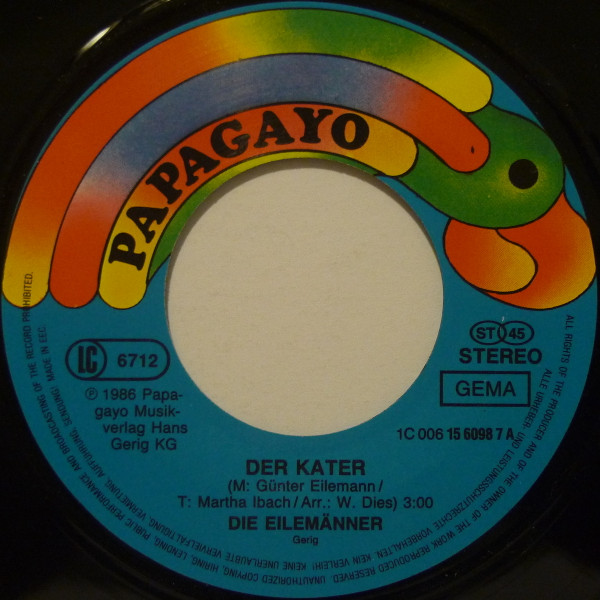 PAPAGAYO
LC 6712
℗ 1986 Papa-
gayo Musik-
verlag Hans
Gerig KG
ST 45
STEREO
GEMA
1C 006 15 6098 7 A
DER KATER
(M: Günter Eilemann/
T: Martha Ibach/Arr.: W. Dies) 3:00
DIE EILEMÄNNER
Gerig
ALL RIGHTS OF THE PRODUCER AND OF THE OWNER OF THE WORK REPRODUCED RESERVED. UNAUTHORIZED COPYING, HIRING, LENDING, PUBLIC PERFORMANCE AND BROADCASTING OF THE RECORD PROHIBITED.
ALLE URHEBER- UND LEISTUNGSSCHUTZRECHTE VORBEHALTEN. KEIN VERLEIH! KEINE UNERLAUBTE VERVIELFÄLTIGUNG, VERMIETUNG, AUFFÜHRUNG, SENDUNG! MADE IN EEC.